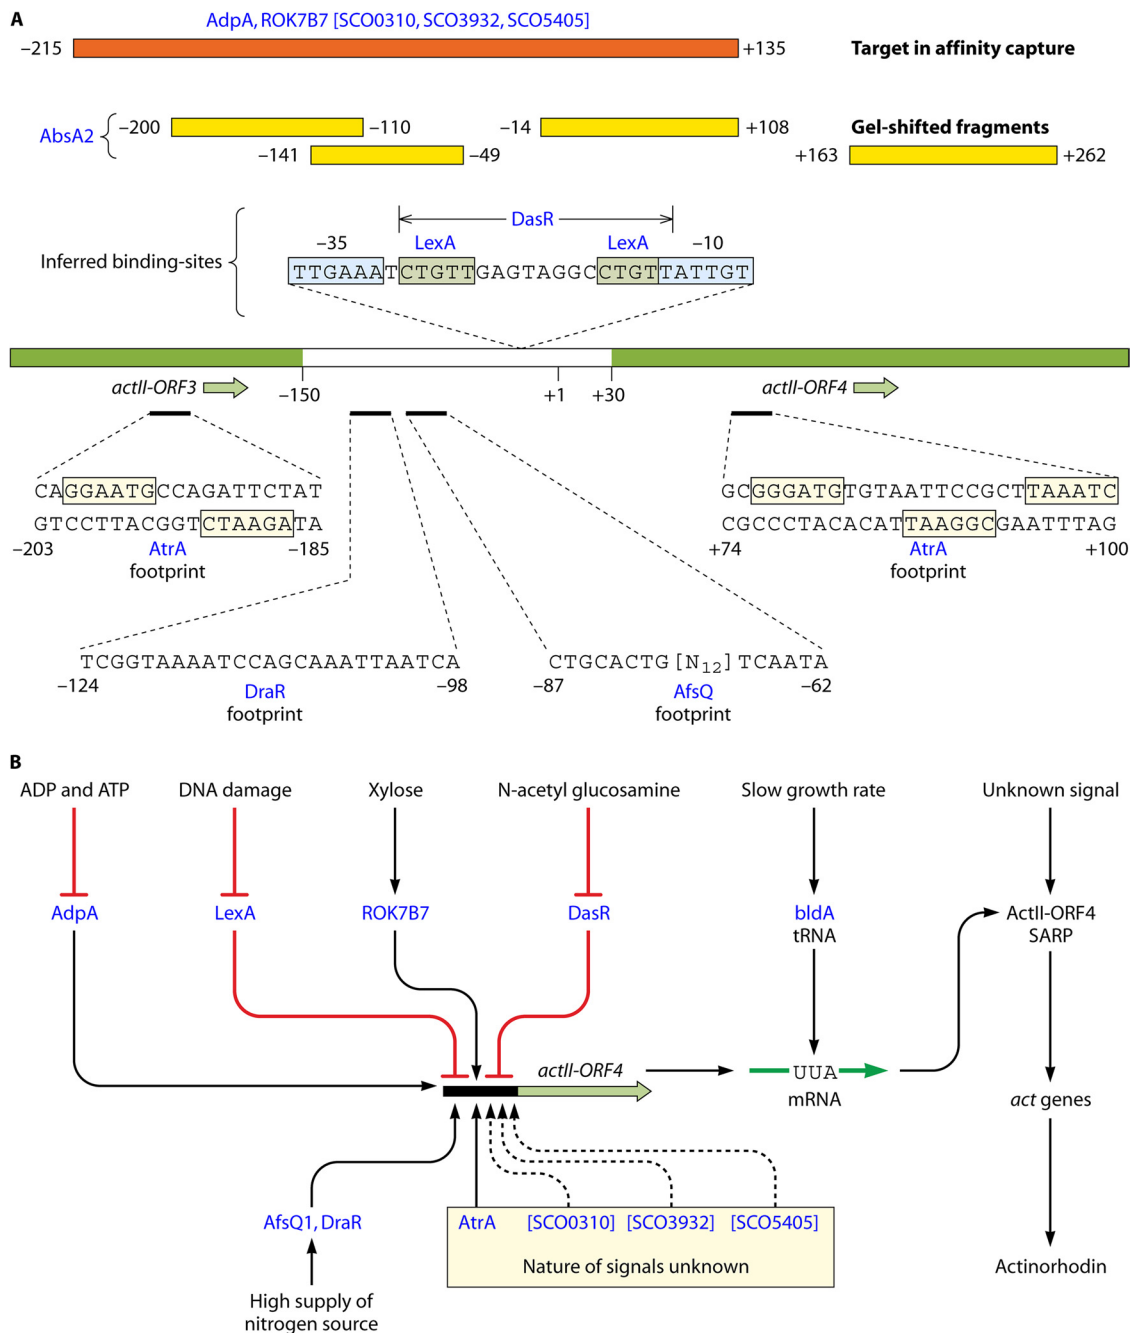 A
AdpA, ROK7B7 [SCO0310, SCO3932, SCO5405]
–215
+135
Target in affinity capture
AbsA2
–200
–110
–14
+108
Gel-shifted fragments
–141
–49
+163
+262
DasR
–35
LexA
LexA
–10
Inferred binding-sites
TTGAAATCTGTTGAGTAGGCCTGTTATTGT
actII-ORF3
–150
+1
+30
actII-ORF4
CAGGAATGCCAGATTCTAT
GTCCTTACGGTCTAAGATA
–203
AtrA
–185
footprint
GCGGGATGTGTAATTCCGCTTAAATC
CGCCCTACACATTAAGGCGAATTTAG
+74
AtrA
+100
footprint
TCGGTAAAATCCAGCAAATTAATCA
–124
DraR
–98
footprint
CTGCACTG[N12]TCAATA
–87
AfsQ
–62
footprint
B
ADP and ATP
DNA damage
Xylose
N-acetyl glucosamine
Slow growth rate
Unknown signal
AdpA
LexA
ROK7B7
DasR
bldA
tRNA
ActII-ORF4
SARP
actII-ORF4
UUA
mRNA
act genes
AfsQ1, DraR
AtrA
[SCO0310]
[SCO3932]
[SCO5405]
Nature of signals unknown
Actinorhodin
High supply of
nitrogen source